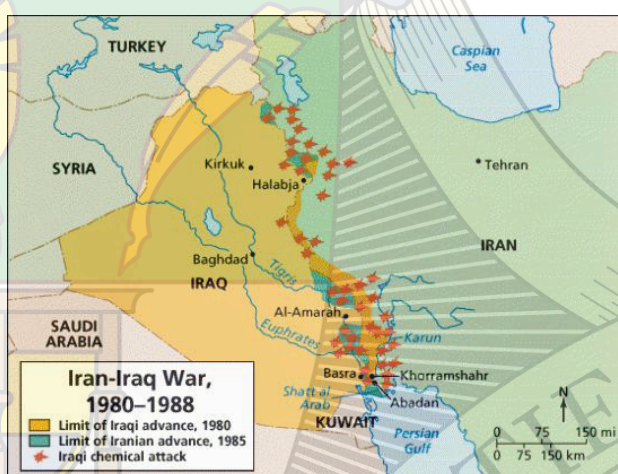 TURKEY
Caspian
Sea
SYRIA
Kirkuk
Halabja
Tehran
Baghdad
IRAQ
Tigris
IRAN
SAUDI
ARABIA
Al-Amarah
Euphrates
Karun
Basra
Khorramshahr
Shatt al
Arab
Abadan
KUWAIT
Persian
Gulf
N
0 75 150 mi
0 75 150 km
Iran-Iraq War,
1980–1988
Limit of Iraqi advance, 1980
Limit of Iranian advance, 1985
Iraqi chemical attack